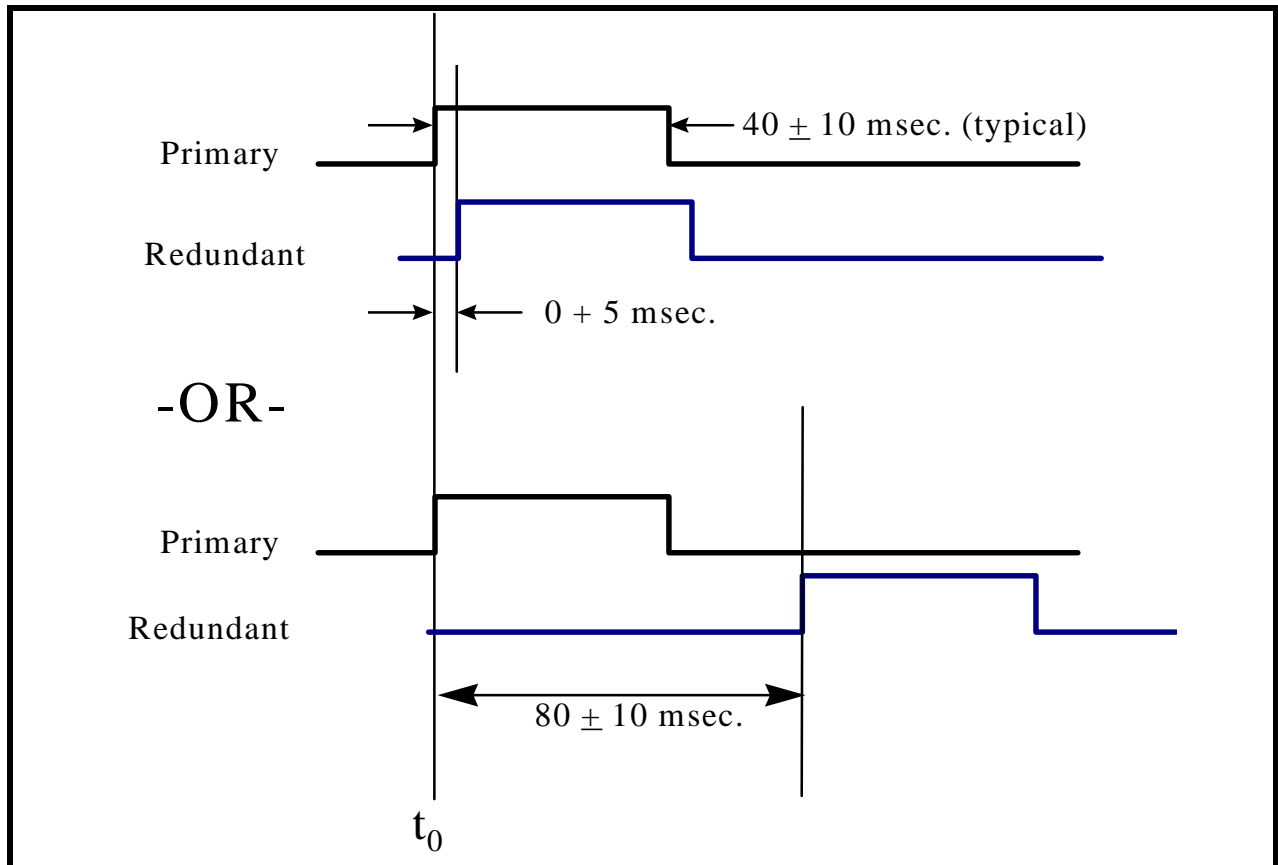 Primary
40 ± 10 msec. (typical)
Redundant
0 + 5 msec.
-OR-
Primary
Redundant
80 ± 10 msec.
t0